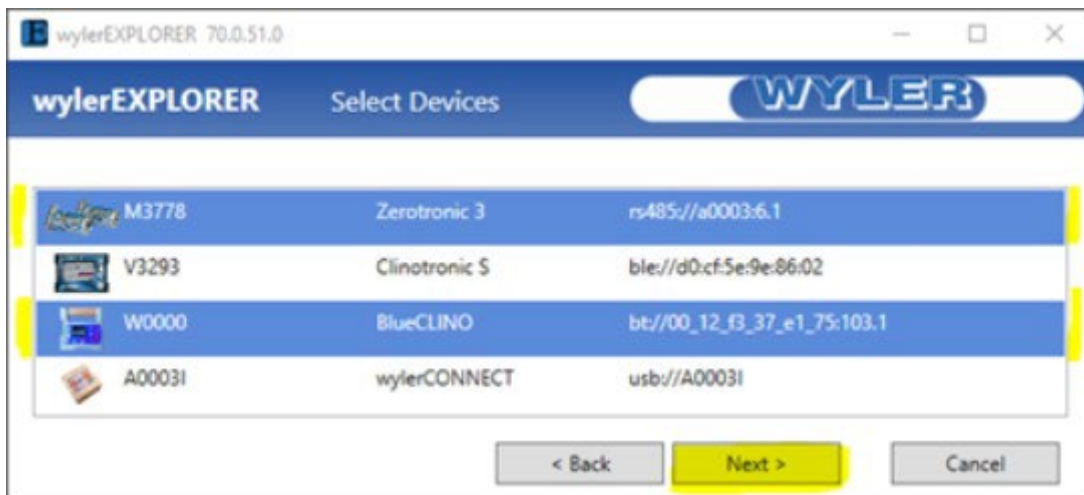 wylerEXPLORER 70.0.51.0
wylerEXPLORER Select Devices WYLER
M3778 Zerotronic 3 rs485://a0003:6.1
V3293 Clinotronic S ble://d0:cf:5e:9e:86:02
W0000 BlueCLINO bt://00_12_f3_37_e1_75:103.1
A0003I wylerCONNECT usb://A0003I
< Back Next > Cancel